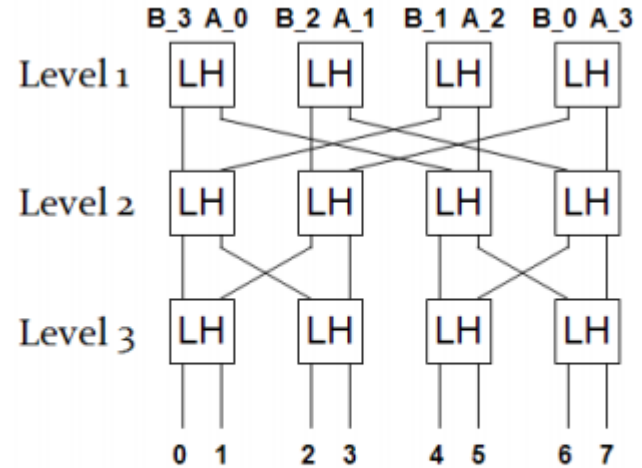 B_3 A_0 B_2 A_1 B_1 A_2 B_0 A_3
Level 1 LH LH LH LH
Level 2 LH LH LH LH
Level 3 LH LH LH LH
0 1 2 3 4 5 6 7